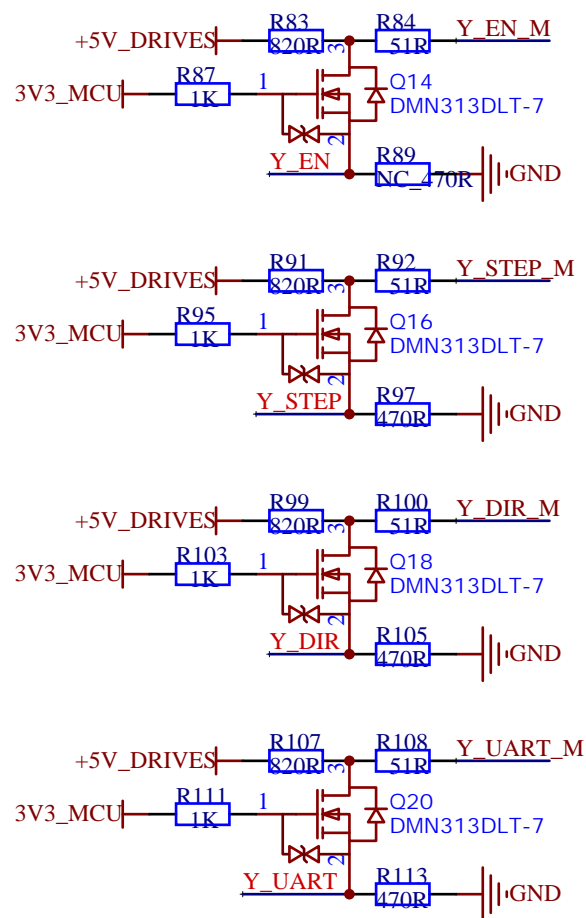 R83 R84 Y_EN_M
+5V_DRIVES 820R 3 51R
R87 Q14
3V3_MCU 1K 1 DMN313DLT-7
2
Y_EN R89
NC_470R GND
R91 R92 Y_STEP_M
+5V_DRIVES 820R 3 51R
R95 1 Q16
3V3_MCU 1K DMN313DLT-7
2
Y_STEP R97
470R GND
R99 R100 Y_DIR_M
+5V_DRIVES 820R 3 51R
R103 1 Q18
3V3_MCU 1K DMN313DLT-7
2
Y_DIR R105
470R GND
R107 R108 Y_UART_M
+5V_DRIVES 820R 3 51R
R111 1 Q20
3V3_MCU 1K DMN313DLT-7
2
Y_UART R113
470R GND